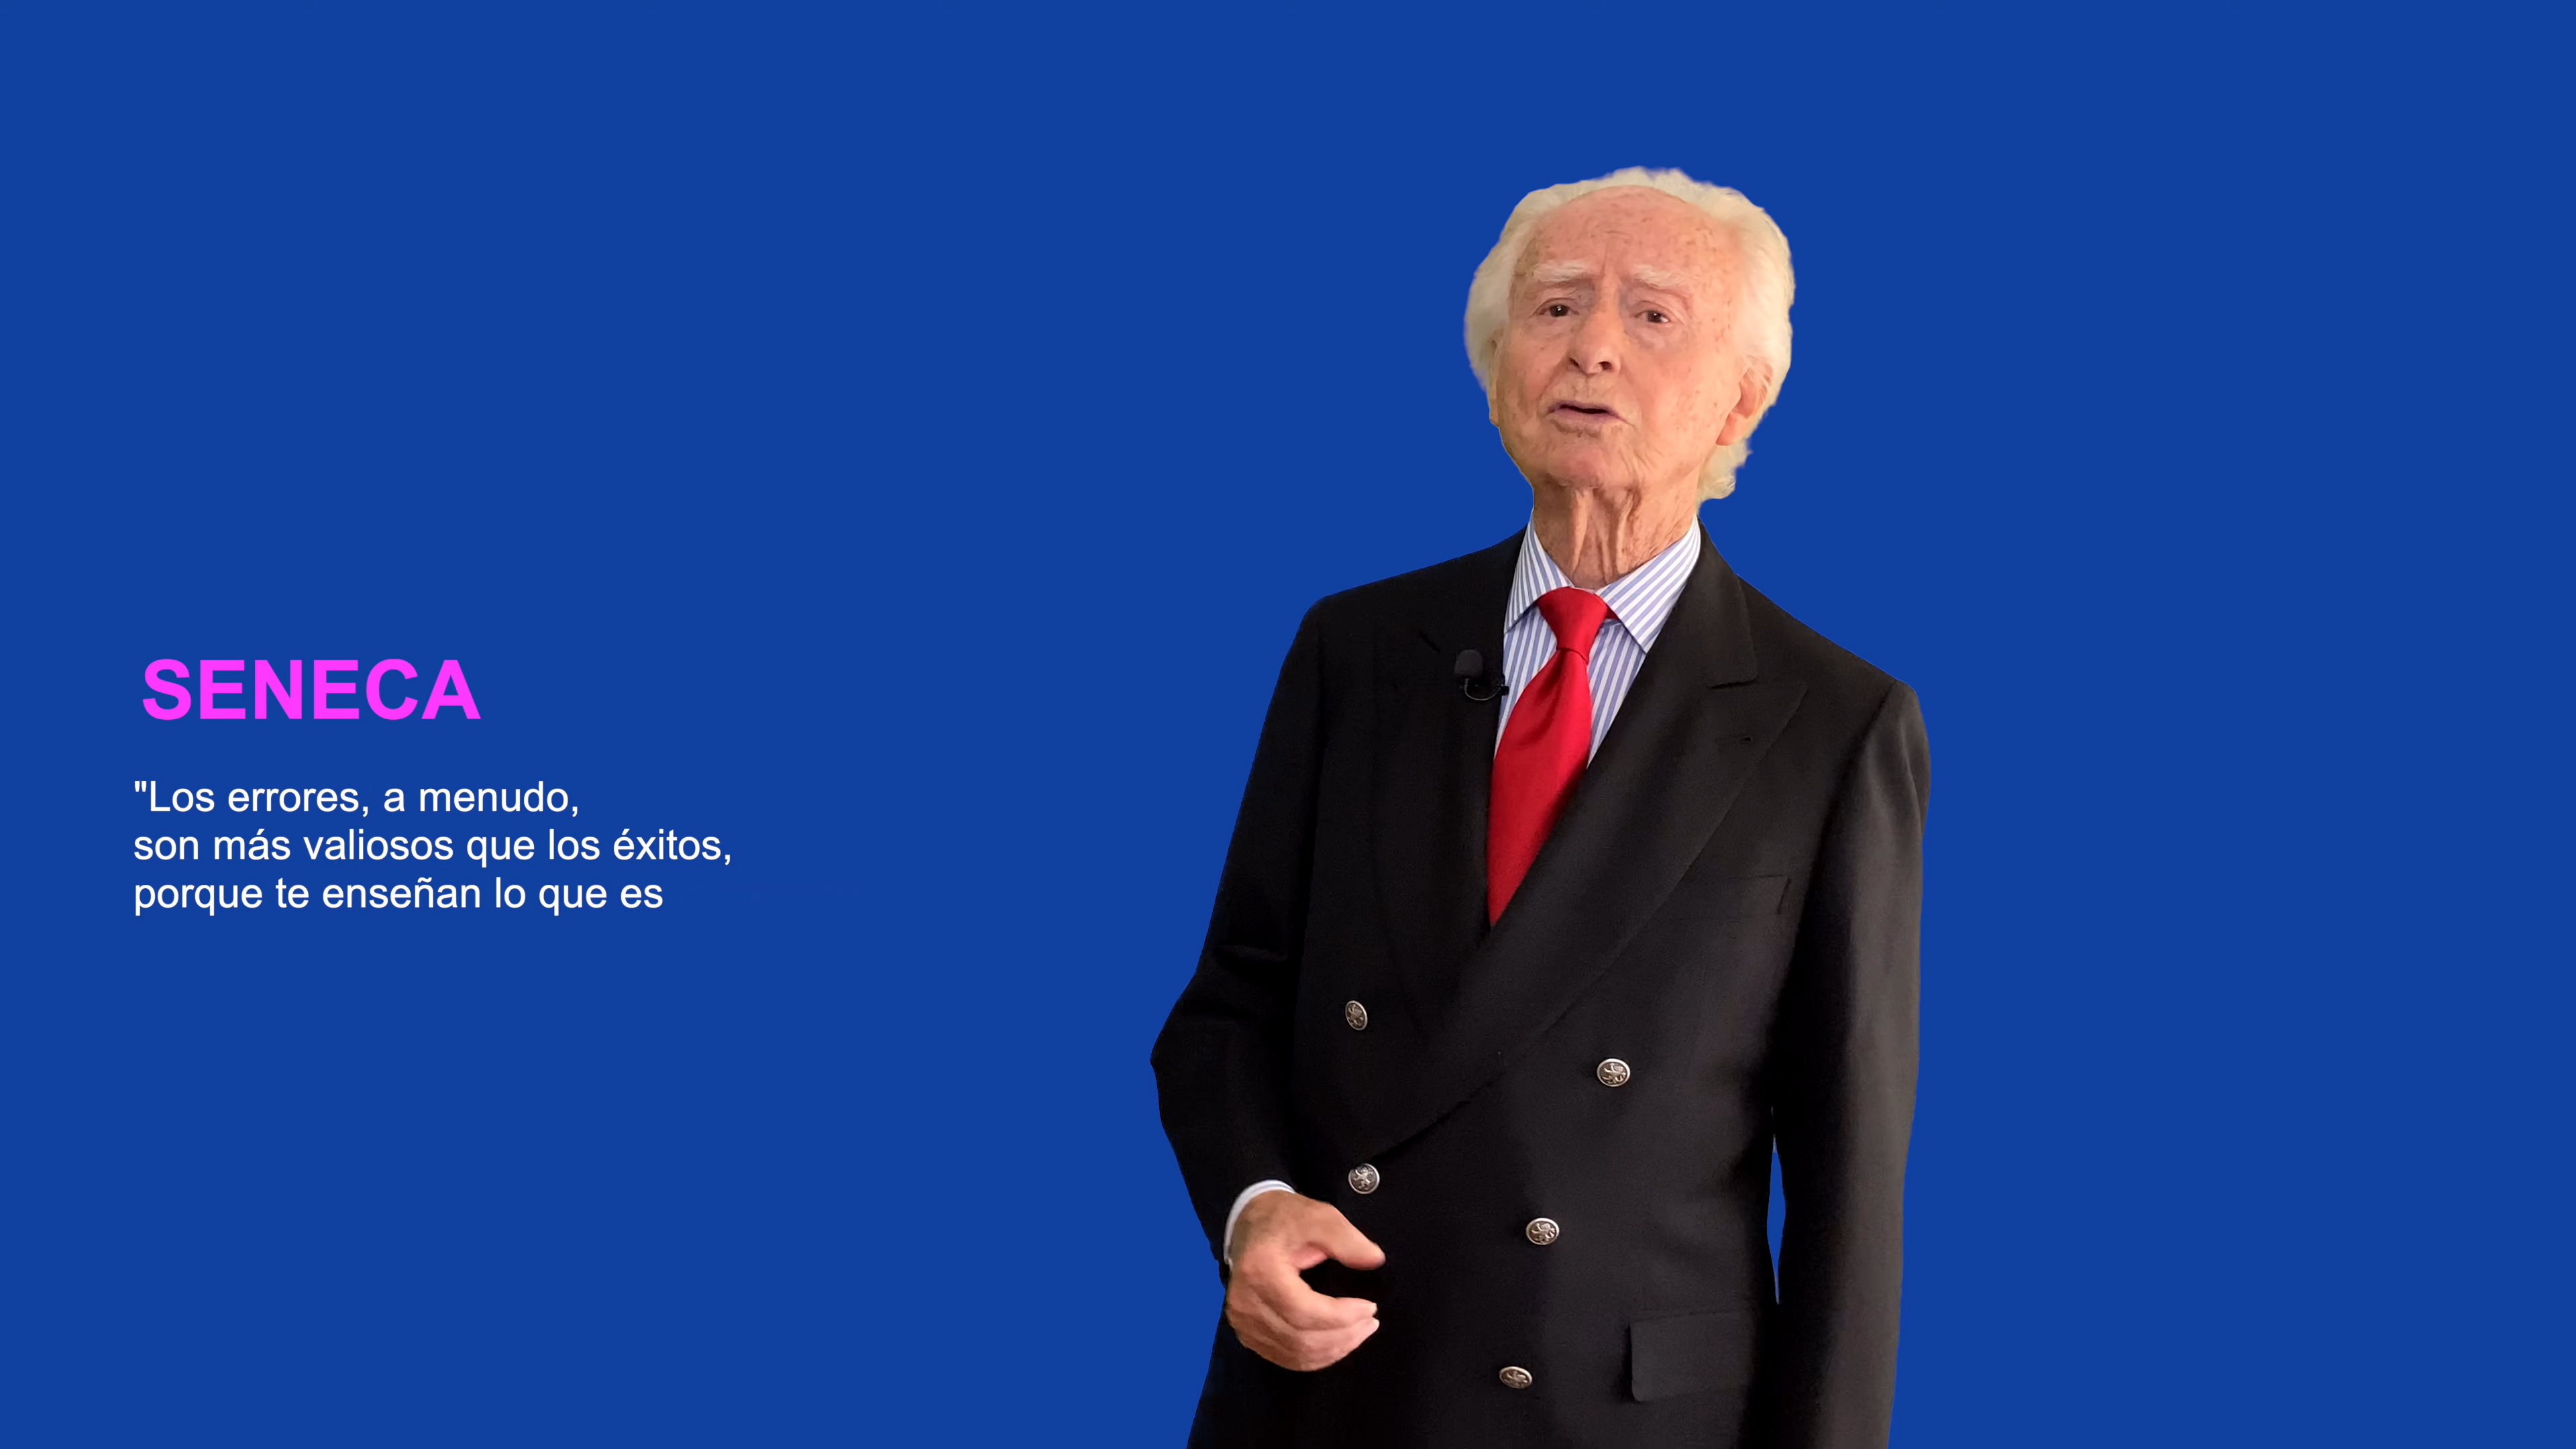 SENECA
"Los errores, a menudo,
son más valiosos que los éxitos,
porque te enseñan lo que es